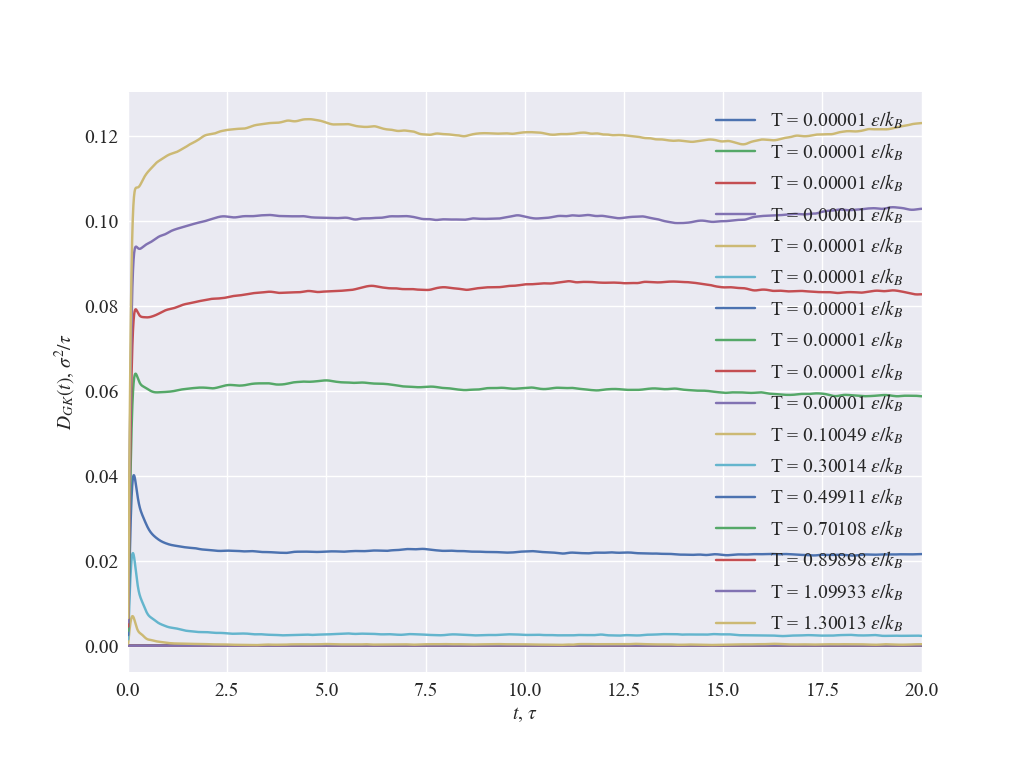 0.12
0.10
0.08
0.06
0.04
0.02
0.00
D_{GK}(t), σ²/τ
0.0 2.5 5.0 7.5 10.0 12.5 15.0 17.5 20.0
t, τ
T = 0.00001 ε/k_B
T = 0.00001 ε/k_B
T = 0.00001 ε/k_B
T = 0.00001 ε/k_B
T = 0.00001 ε/k_B
T = 0.00001 ε/k_B
T = 0.00001 ε/k_B
T = 0.00001 ε/k_B
T = 0.00001 ε/k_B
T = 0.00001 ε/k_B
T = 0.10049 ε/k_B
T = 0.30014 ε/k_B
T = 0.49911 ε/k_B
T = 0.70108 ε/k_B
T = 0.89898 ε/k_B
T = 1.09933 ε/k_B
T = 1.30013 ε/k_B